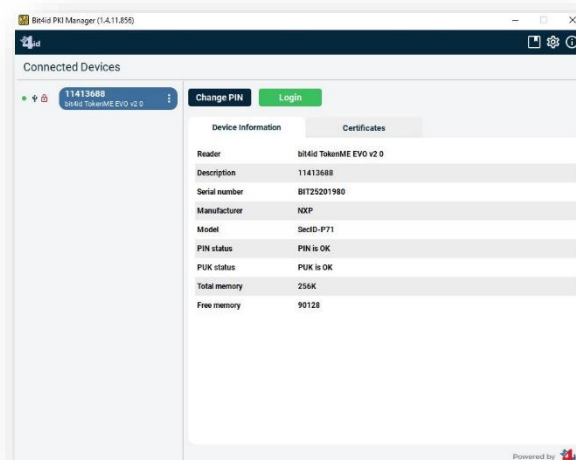 Bit4id PKI Manager (1.4.11.856)
4id
Connected Devices
11413688
bit4id TokenME EVO v2 0
Change PIN
Login
Device Information
Certificates
Reader bit4id TokenME EVO v2 0
Description 11413688
Serial number BIT25201980
Manufacturer NXP
Model SecID-P71
PIN status PIN is OK
PUK status PUK is OK
Total memory 256K
Free memory 90128
Powered by 4